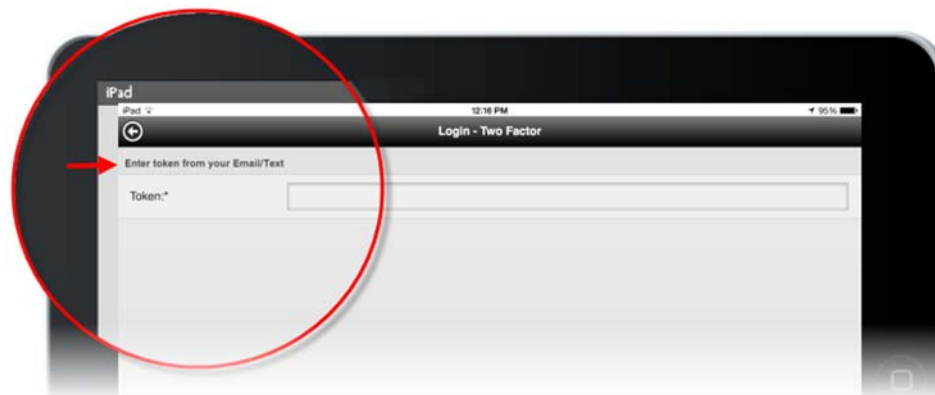 iPad
iPad 12:16 PM 95%
Login - Two Factor
Enter token from your Email/Text
Token:*